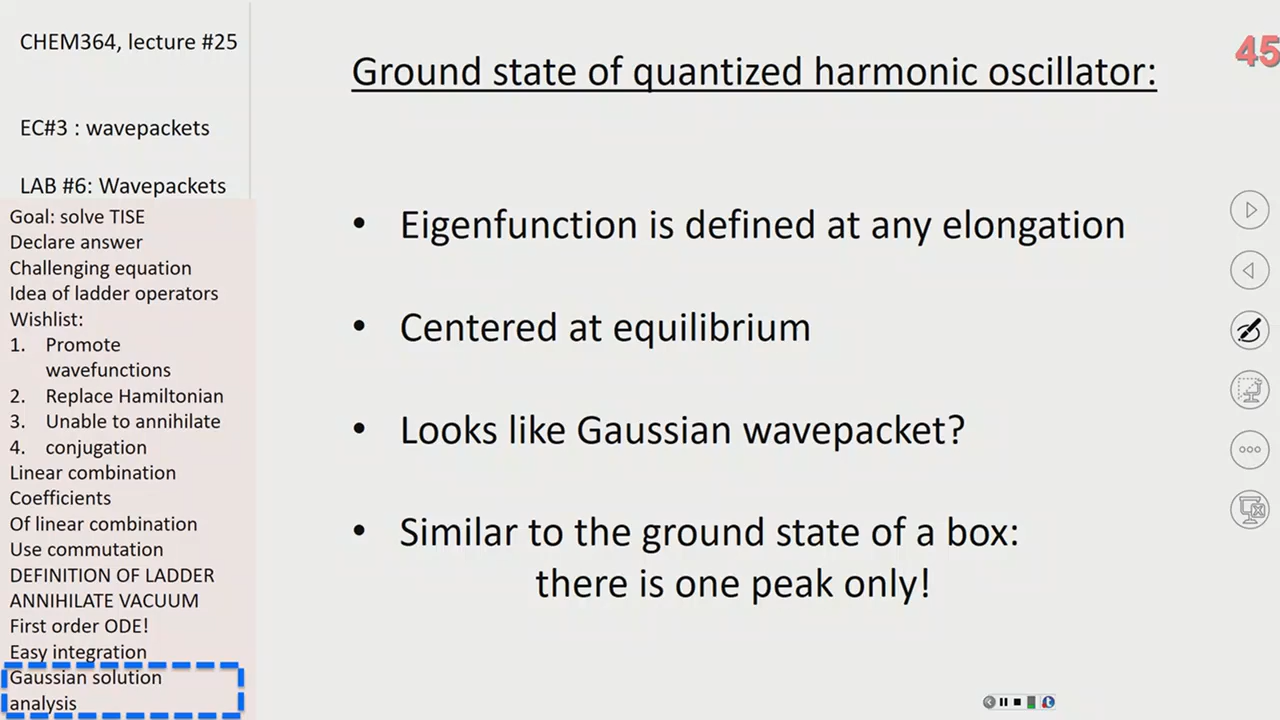 CHEM364, lecture #25
EC#3 : wavepackets
LAB #6: Wavepackets
Goal: solve TISE
Declare answer
Challenging equation
Idea of ladder operators
Wishlist:
1. Promote
wavefunctions
2. Replace Hamiltonian
3. Unable to annihilate
4. conjugation
Linear combination
Coefficients
Of linear combination
Use commutation
DEFINITION OF LADDER
ANNIHILATE VACUUM
First order ODE!
Easy integration
Gaussian solution
analysis
Ground state of quantized harmonic oscillator:
• Eigenfunction is defined at any elongation
• Centered at equilibrium
• Looks like Gaussian wavepacket?
• Similar to the ground state of a box:
there is one peak only!
45